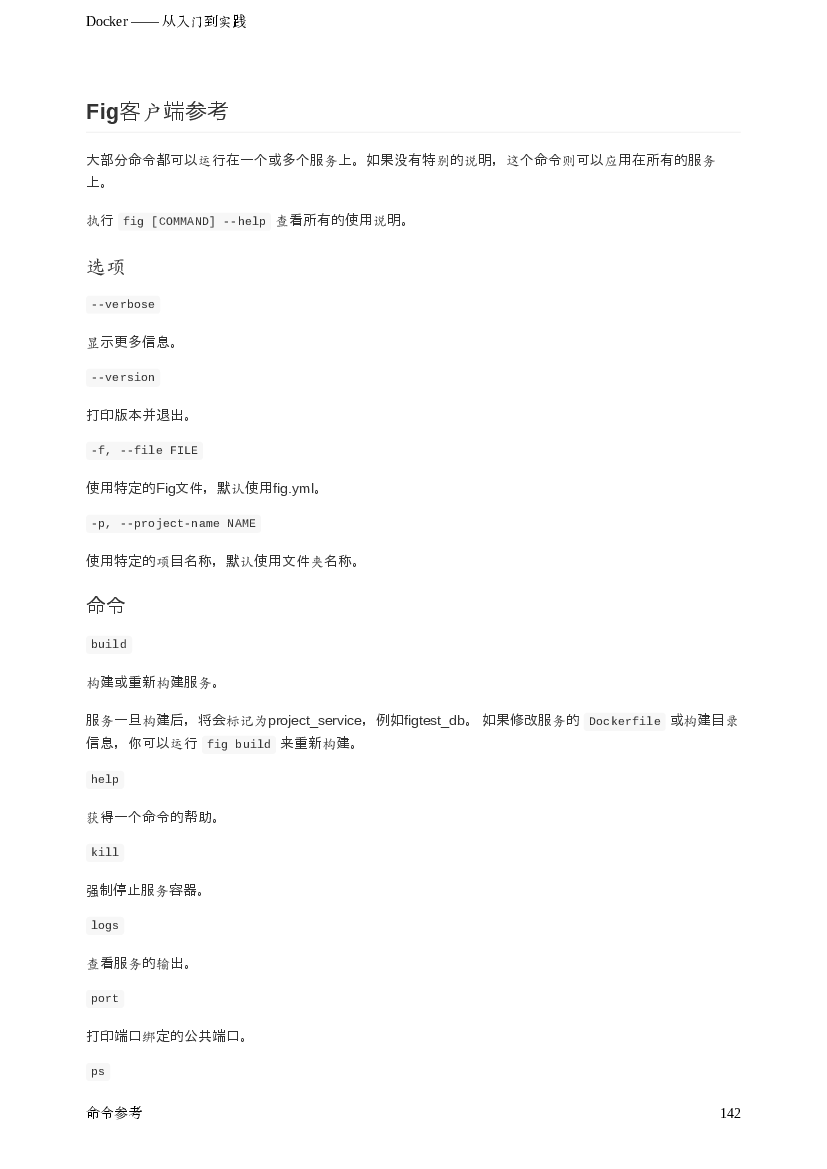 Docker —— 从入门到实践
Fig客户端参考
大部分命令都可以运行在一个或多个服务上。如果没有特别的说明，这个命令则可以应用在所有的服务
上。
执行 fig [COMMAND] --help 查看所有的使用说明。
选项
--verbose
显示更多信息。
--version
打印版本并退出。
-f, --file FILE
使用特定的Fig文件，默认使用fig.yml。
-p, --project-name NAME
使用特定的项目名称，默认使用文件夹名称。
命令
build
构建或重新构建服务。
服务一旦构建后，将会标记为project_service，例如figtest_db。 如果修改服务的 Dockerfile 或构建目录
信息，你可以运行 fig build 来重新构建。
help
获得一个命令的帮助。
kill
强制停止服务容器。
logs
查看服务的输出。
port
打印端口绑定的公共端口。
ps
命令参考 142